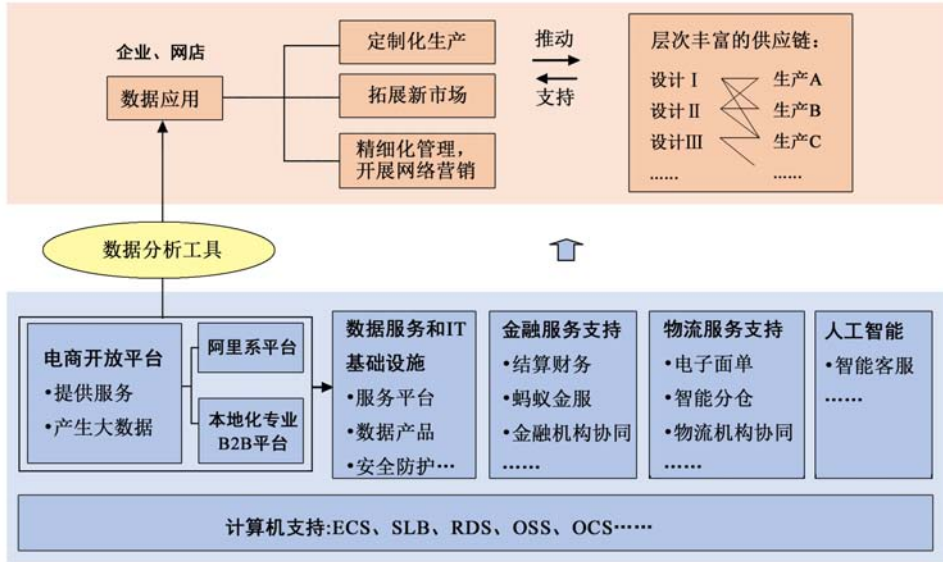 企业、网店
数据应用
定制化生产
拓展新市场
精细化管理，
开展网络营销
推动
支持
层次丰富的供应链：
设计Ⅰ 生产A
设计Ⅱ 生产B
设计Ⅲ 生产C
…… ……
数据分析工具
电商开放平台
•提供服务
•产生大数据
阿里系平台
本地化专业
B2B平台
数据服务和IT
基础设施
•服务平台
•数据产品
•安全防护…
金融服务支持
•结算财务
•蚂蚁金服
•金融机构协同
……
物流服务支持
•电子面单
•智能分仓
•物流机构协同
……
人工智能
•智能客服
……
计算机支持:ECS、SLB、RDS、OSS、OCS……